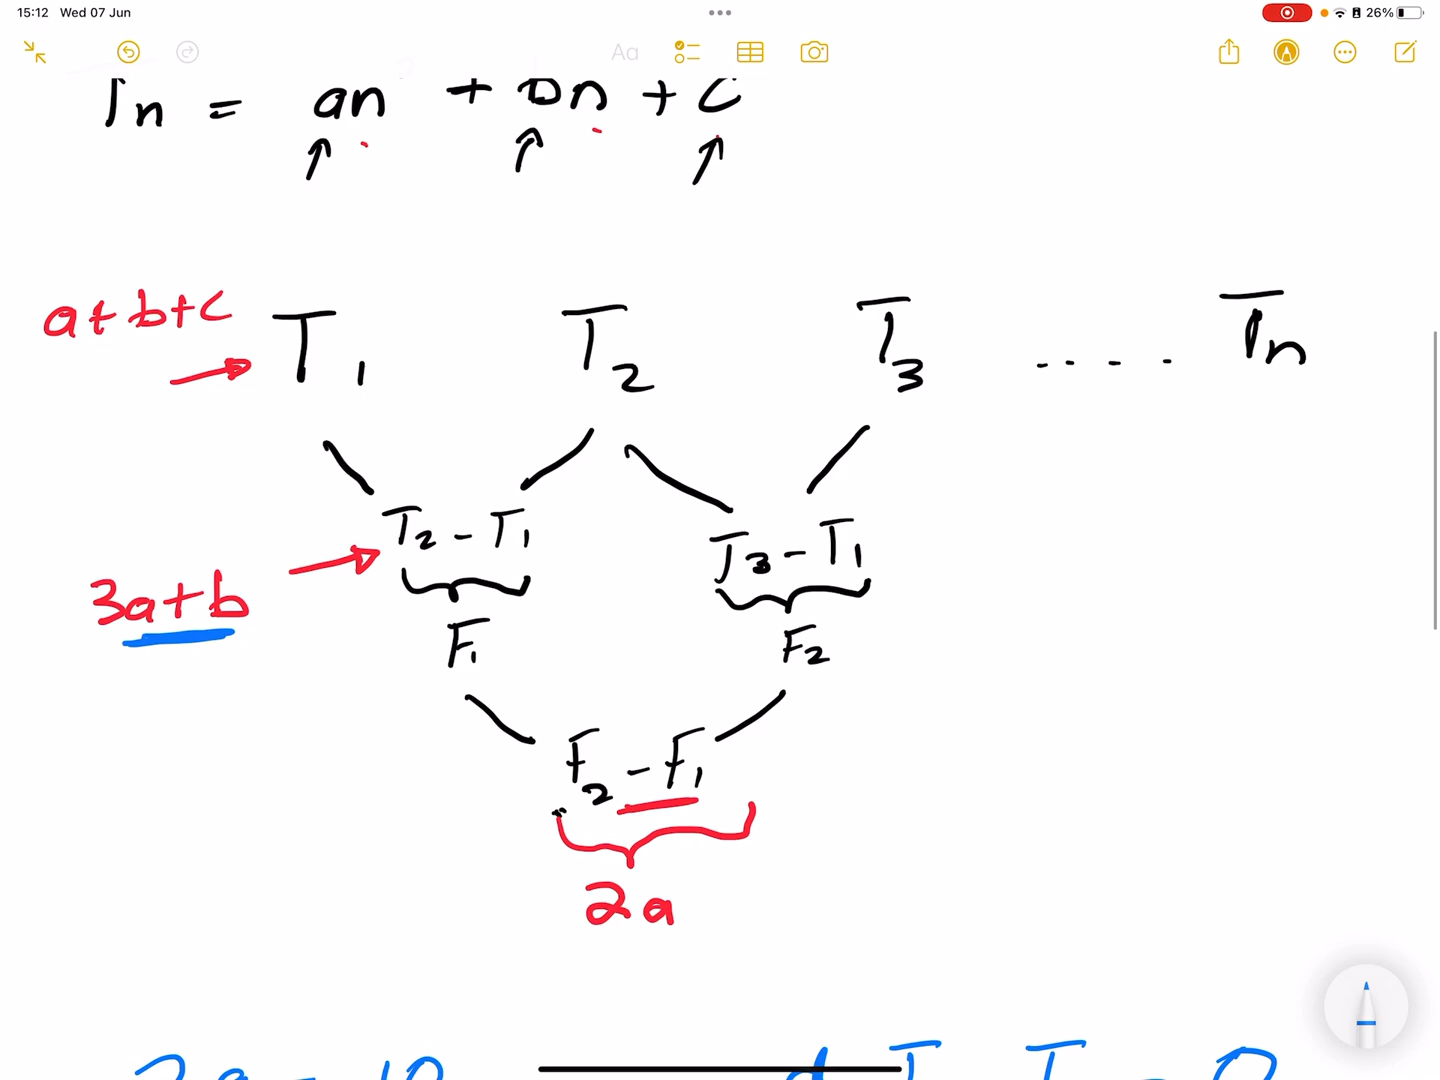 15:12 Wed 07 Jun
26%
Aa
Tn = an + bn + c
a+b+c
T1 T2 T3 .... Tn
T2 - T1 T3 - T1
3a+b
F1 F2
F2 - F1
2a